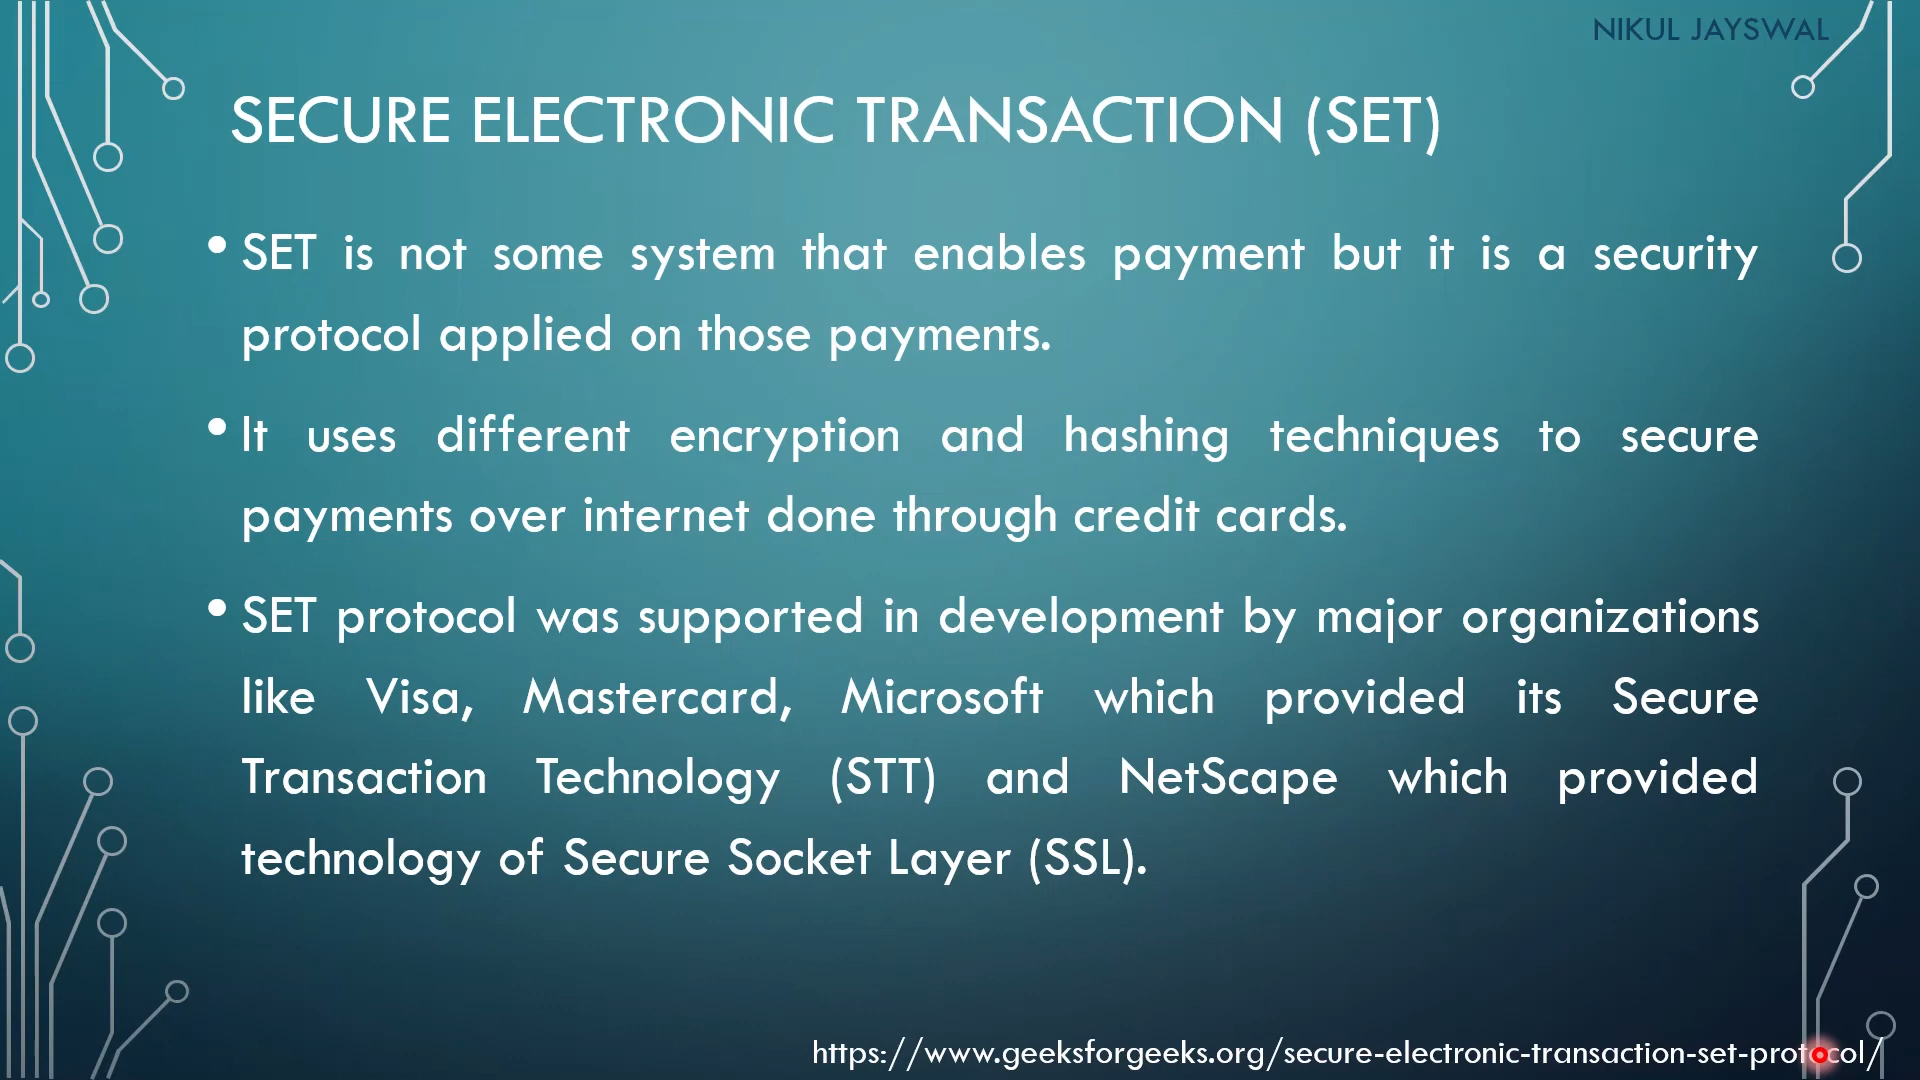 NIKUL JAYSWAL
SECURE ELECTRONIC TRANSACTION (SET)
• SET is not some system that enables payment but it is a security
protocol applied on those payments.
• It uses different encryption and hashing techniques to secure
payments over internet done through credit cards.
• SET protocol was supported in development by major organizations
like Visa, Mastercard, Microsoft which provided its Secure
Transaction Technology (STT) and NetScape which provided
technology of Secure Socket Layer (SSL).
https://www.geeksforgeeks.org/secure-electronic-transaction-set-protocol/